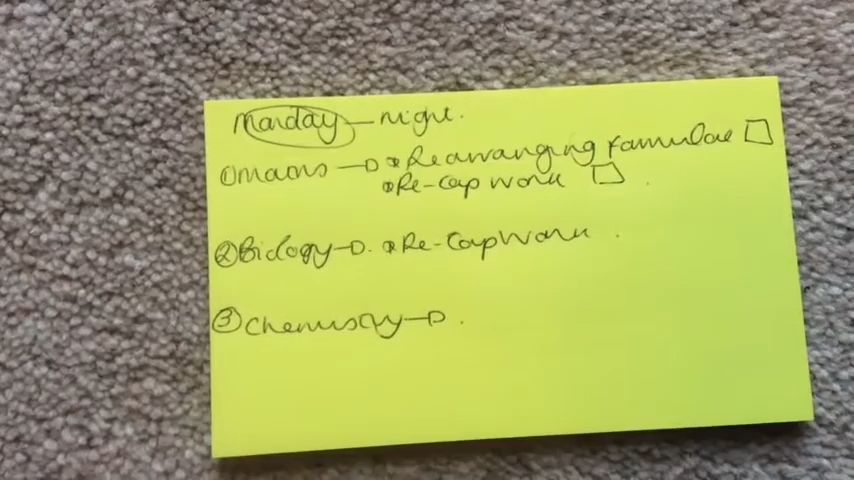 Monday - night.
① Maths → * Rearranging formulae □
* Re-cap work □
② Biology → * Re-cap work
③ Chemistry →